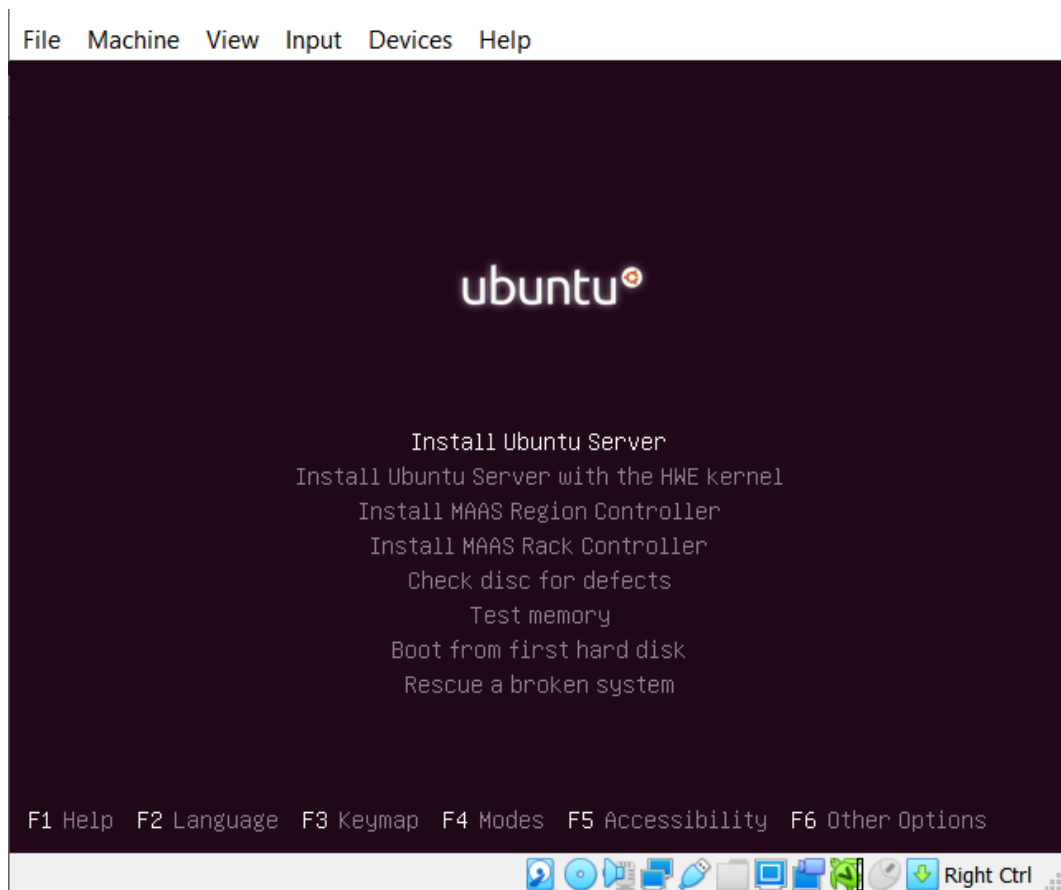 File Machine View Input Devices Help
ubuntu
Install Ubuntu Server
Install Ubuntu Server with the HWE kernel
Install MAAS Region Controller
Install MAAS Rack Controller
Check disc for defects
Test memory
Boot from first hard disk
Rescue a broken system
F1 Help F2 Language F3 Keymap F4 Modes F5 Accessibility F6 Other Options
Right Ctrl